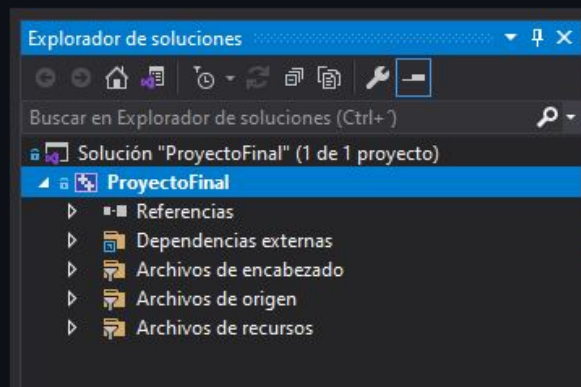 Explorador de soluciones
Buscar en Explorador de soluciones (Ctrl+´)
Solución "ProyectoFinal" (1 de 1 proyecto)
ProyectoFinal
Referencias
Dependencias externas
Archivos de encabezado
Archivos de origen
Archivos de recursos